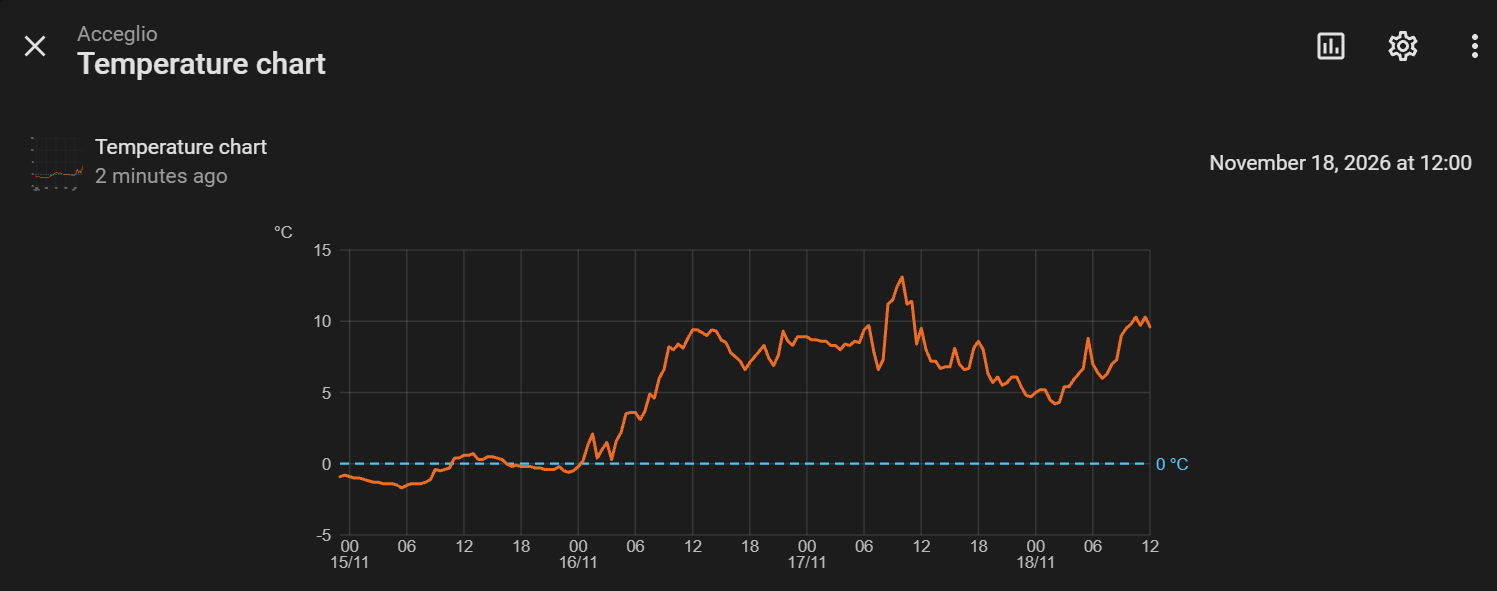 Acceglio
Temperature chart
Temperature chart
2 minutes ago
November 18, 2026 at 12:00
°C
15
10
5
0
0 °C
-5
00 06 12 18 00 06 12 18 00 06 12 18 00 06 12
15/11 16/11 17/11 18/11